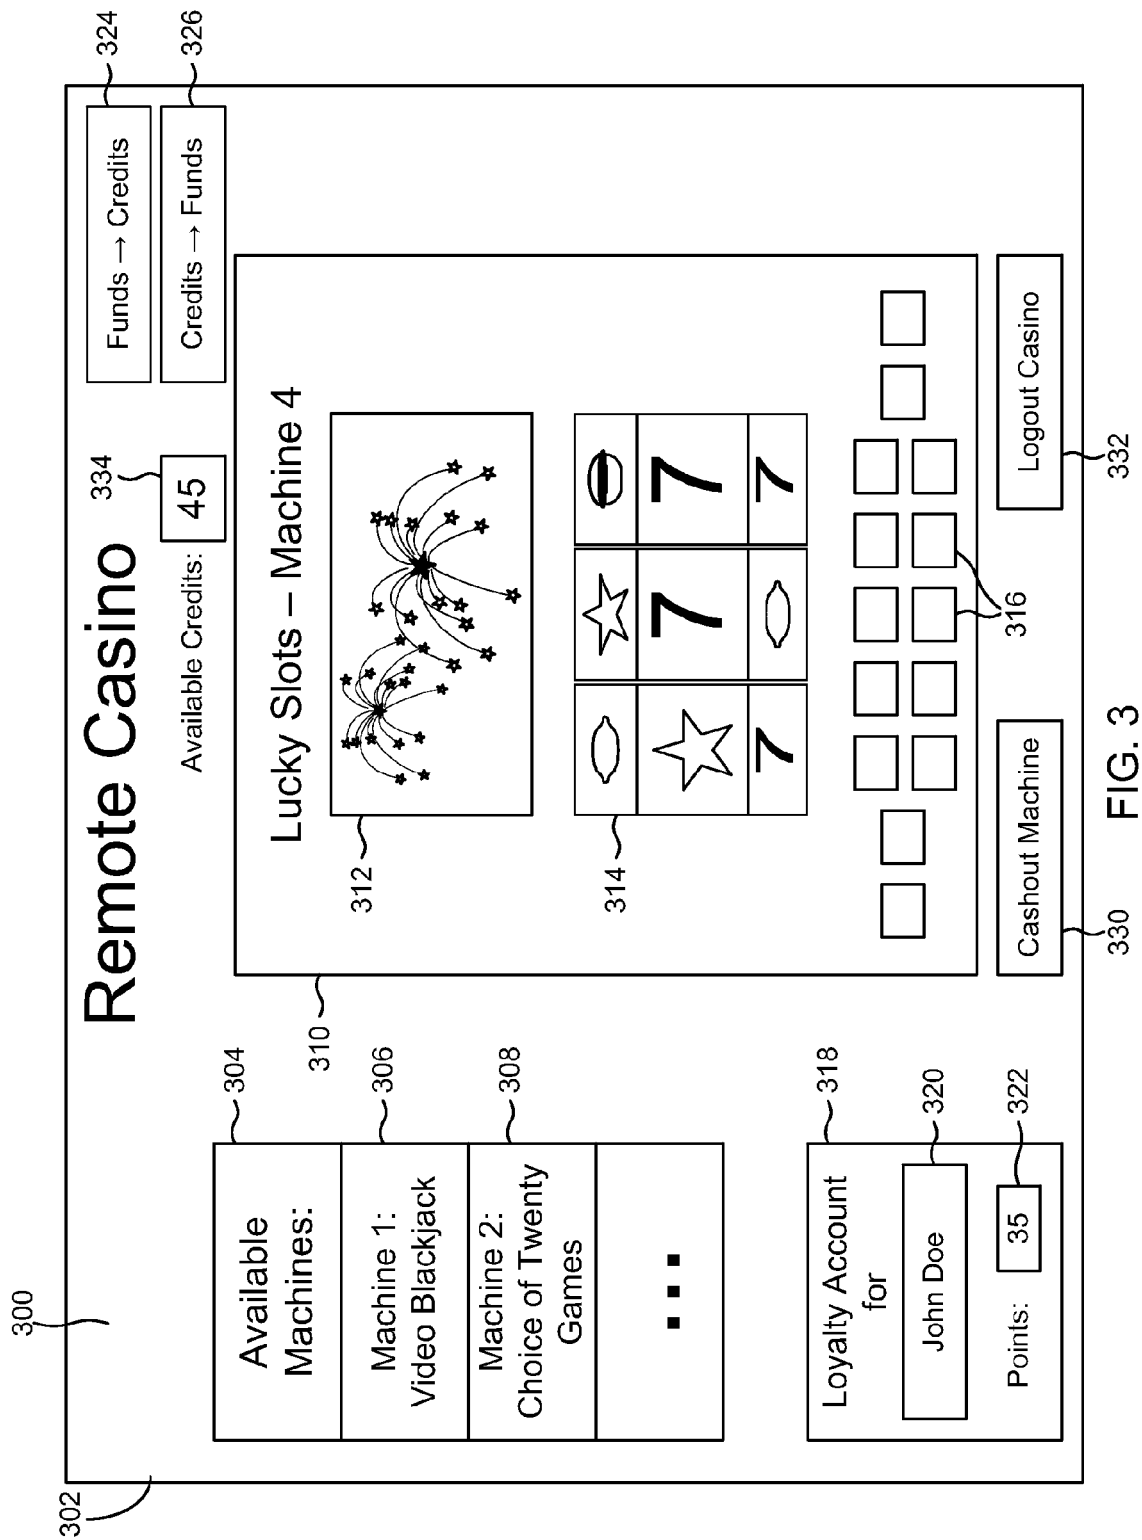 300
302
Remote Casino
324
Funds → Credits
326
Credits → Funds
334
Available Credits: 45
304
Available
Machines:
306
Machine 1:
Video Blackjack
308
Machine 2:
Choice of Twenty
Games
...
310
Lucky Slots – Machine 4
312
314
7 7
7 7
316
318
Loyalty Account
for
320
John Doe
322
Points: 35
Cashout Machine
330
Logout Casino
332
FIG. 3